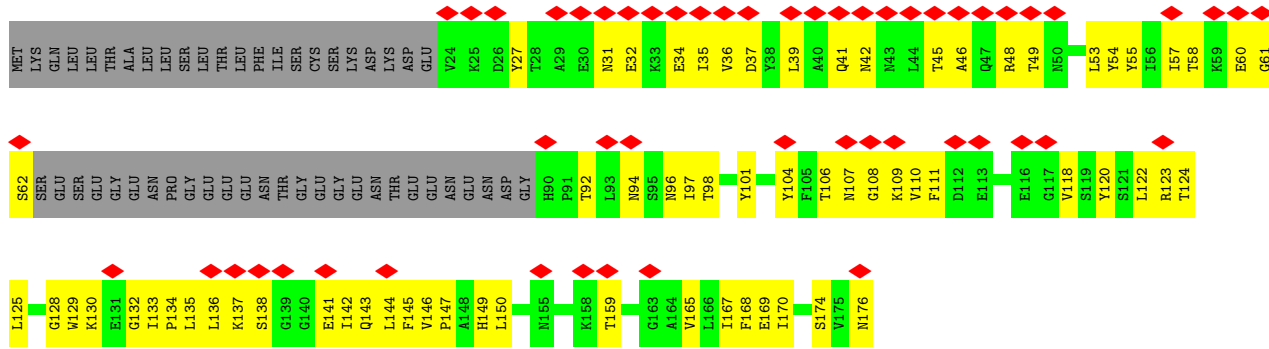 MET LYS GLN LEU LEU THR ALA LEU LEU SER LEU THR LEU PHE ILE SER CYS SER LYS ASP LYS ASP GLU V24 K25 D26 Y27 T28 A29 E30 N31 E32 K33 E34 I35 V36 D37 Y38 L39 A40 Q41 N42 N43 L44 T45 A46 Q47 R48 T49 N50 L53 Y54 Y55 I56 I57 T58 K59 E60 G61
S62 SER GLU SER GLU GLY GLU ASN PRO GLY GLU GLU GLU ASN THR GLY GLU GLY GLU ASN THR GLU GLU ASN GLU ASN ASP GLY H90 P91 T92 L93 N94 S95 N96 I97 T98 Y101 Y104 F105 T106 N107 G108 K109 V110 F111 D112 E113 E116 G117 V118 S119 Y120 S121 L122 R123 T124
L125 G128 W129 K130 E131 G132 I133 P134 L135 L136 K137 S138 G139 G140 E141 I142 Q143 L144 F145 V146 P147 A148 H149 L150 N155 K158 T159 G163 A164 V165 L166 I167 F168 E169 I170 S174 V175 N176